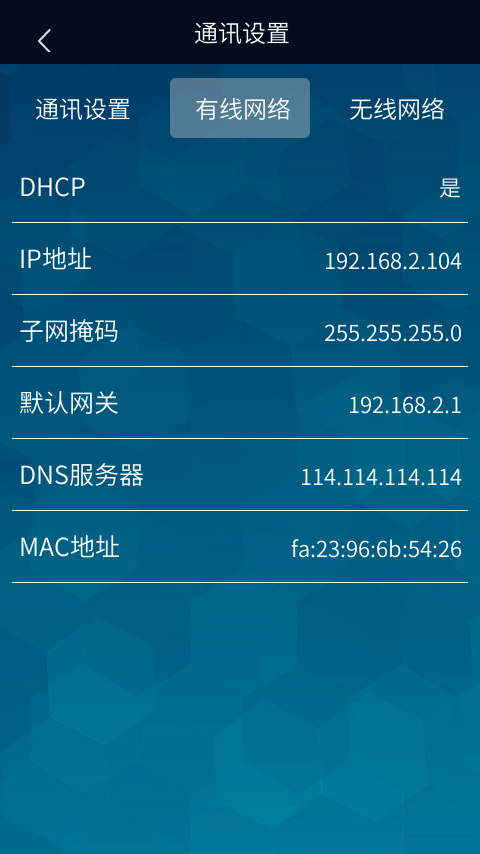 通讯设置
通讯设置 有线网络 无线网络
DHCP 是
IP地址 192.168.2.104
子网掩码 255.255.255.0
默认网关 192.168.2.1
DNS服务器 114.114.114.114
MAC地址 fa:23:96:6b:54:26